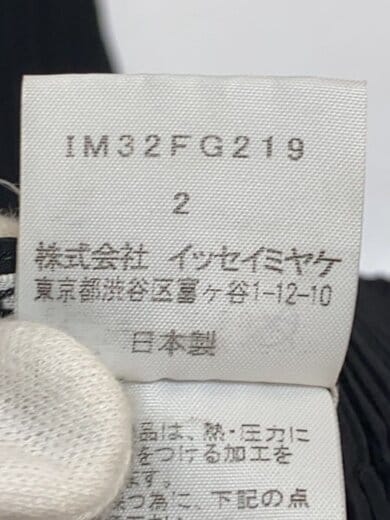 IM32FG219
2
株式会社 イッセイミヤケ
東京都渋谷区富ヶ谷1-12-10
日本製
品は、熱・圧力に
をつける加工を
ます。
つ為に、下記の点